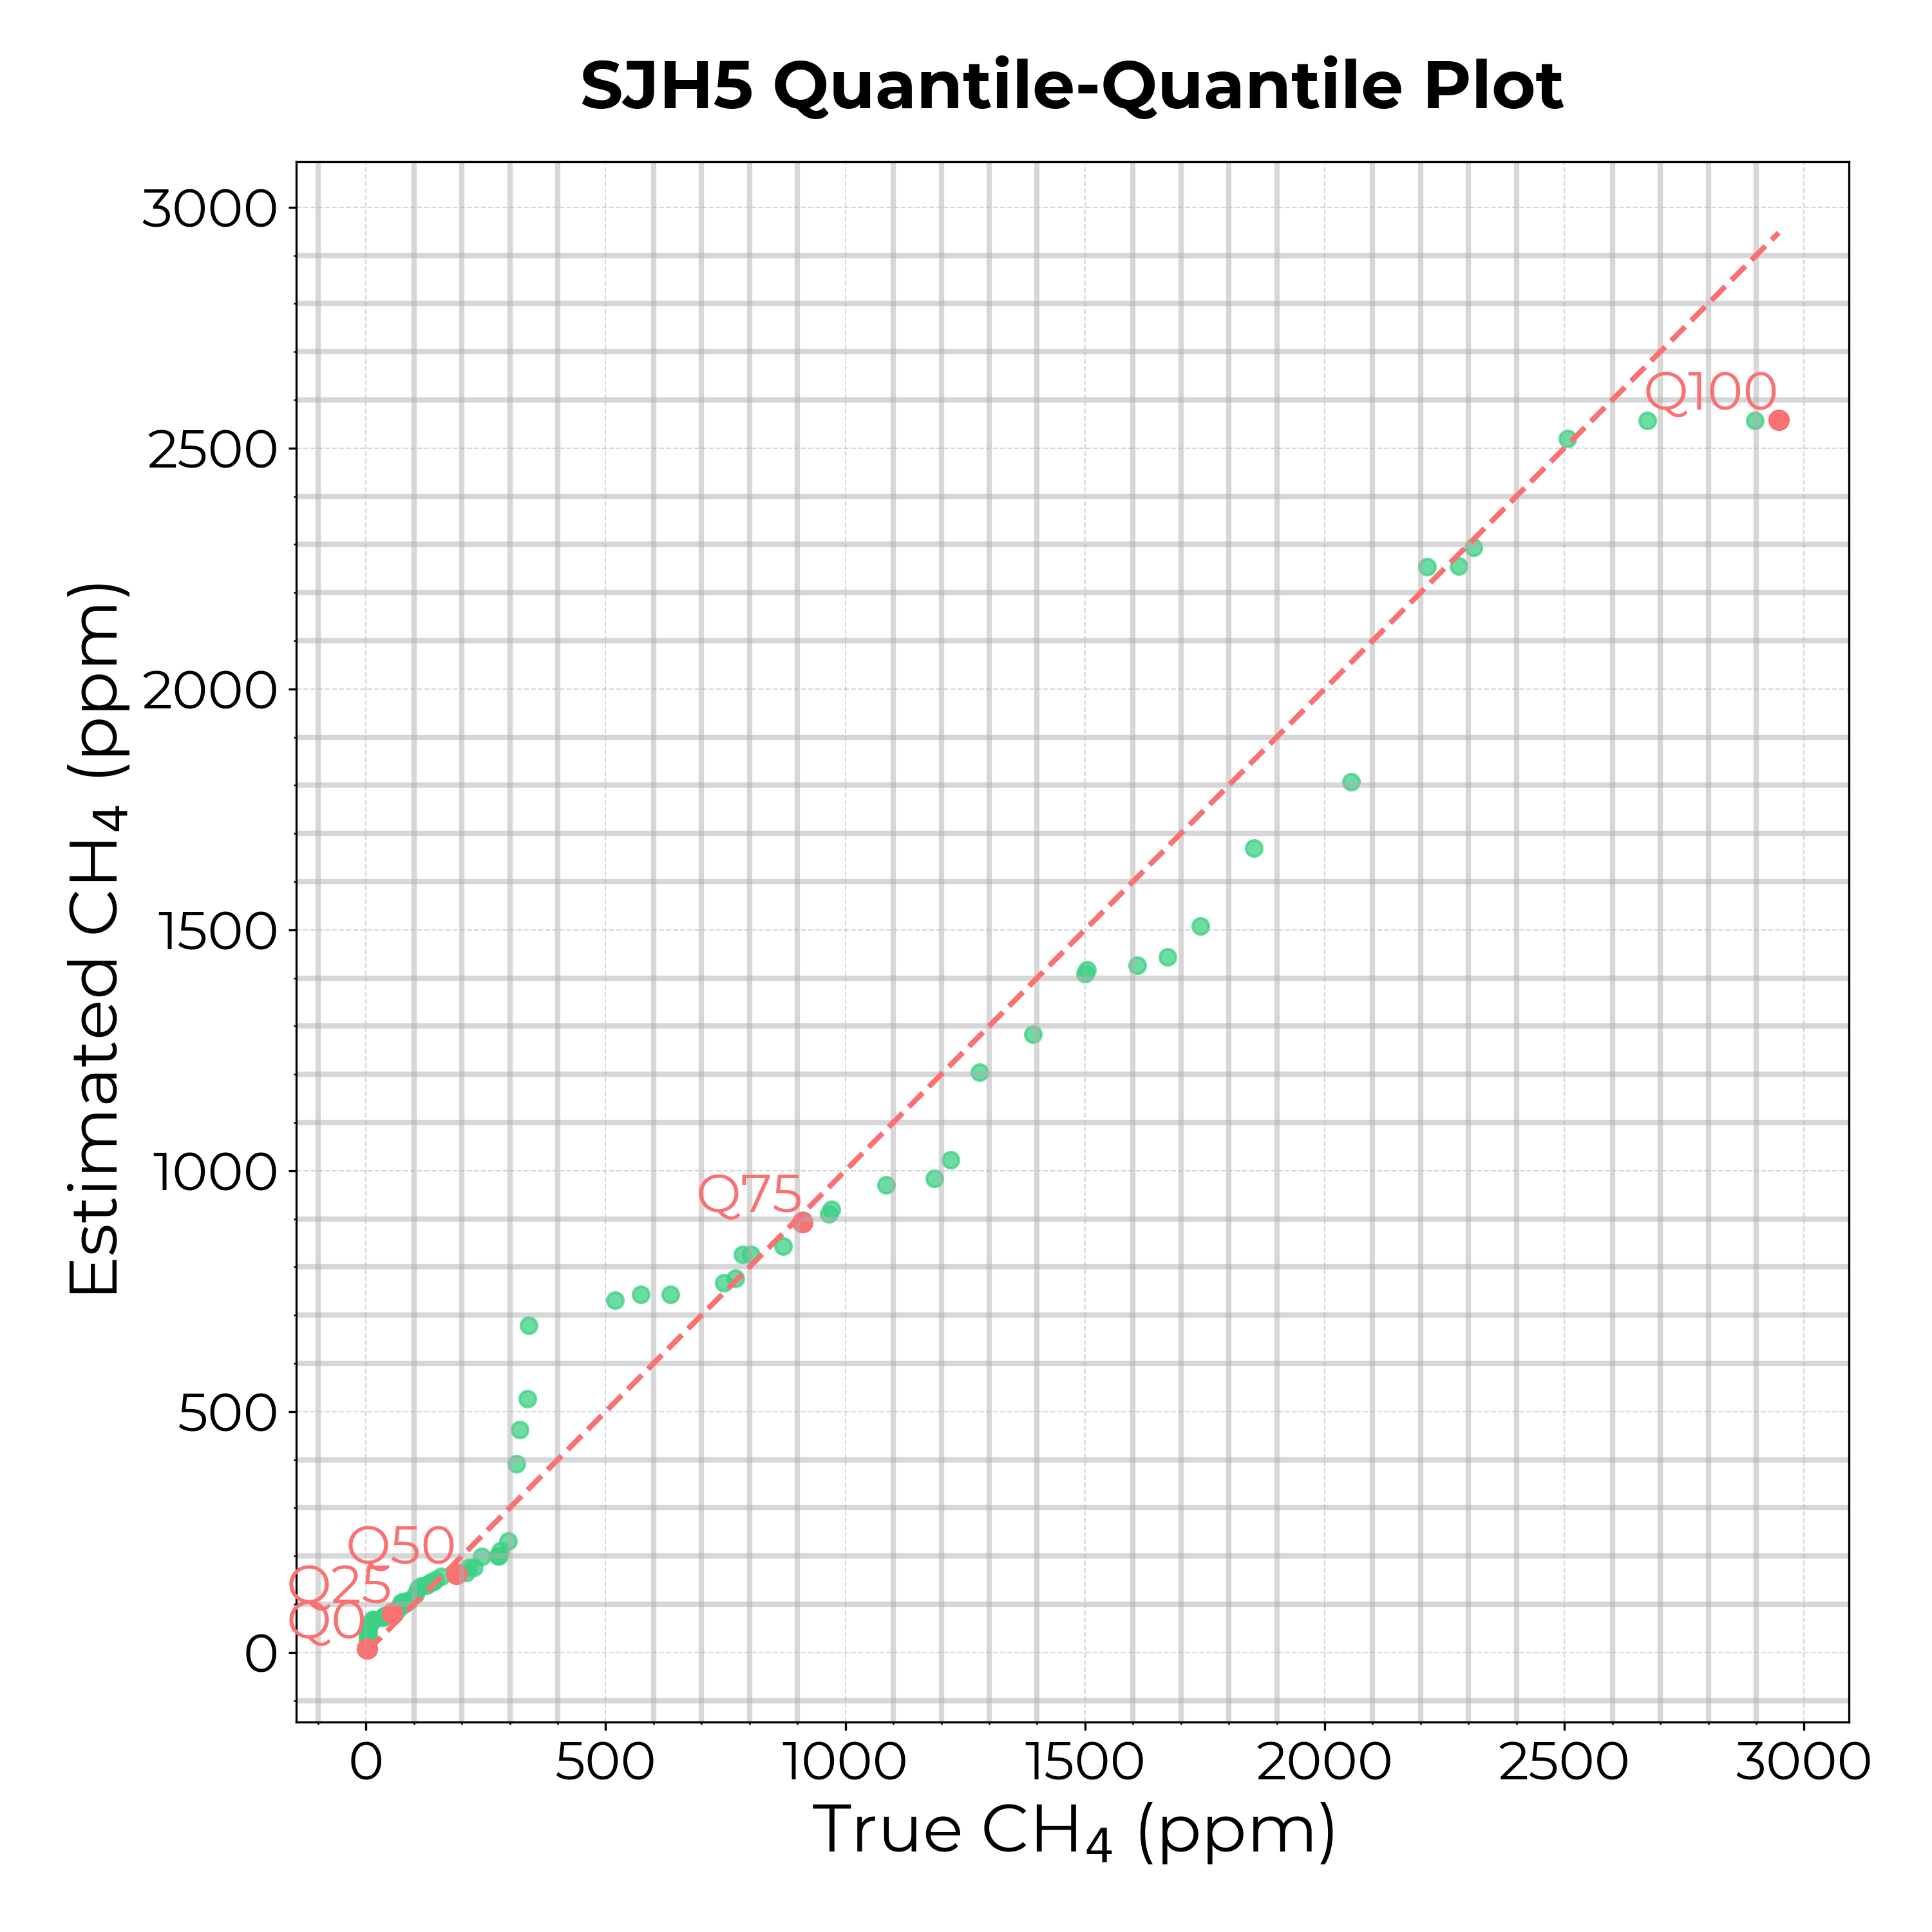 SJH5 Quantile-Quantile Plot
Estimated CH₄ (ppm)
3000
2500
2000
1500
1000
500
0
Q100
Q75
Q50
Q25
Q0
0 500 1000 1500 2000 2500 3000
True CH₄ (ppm)